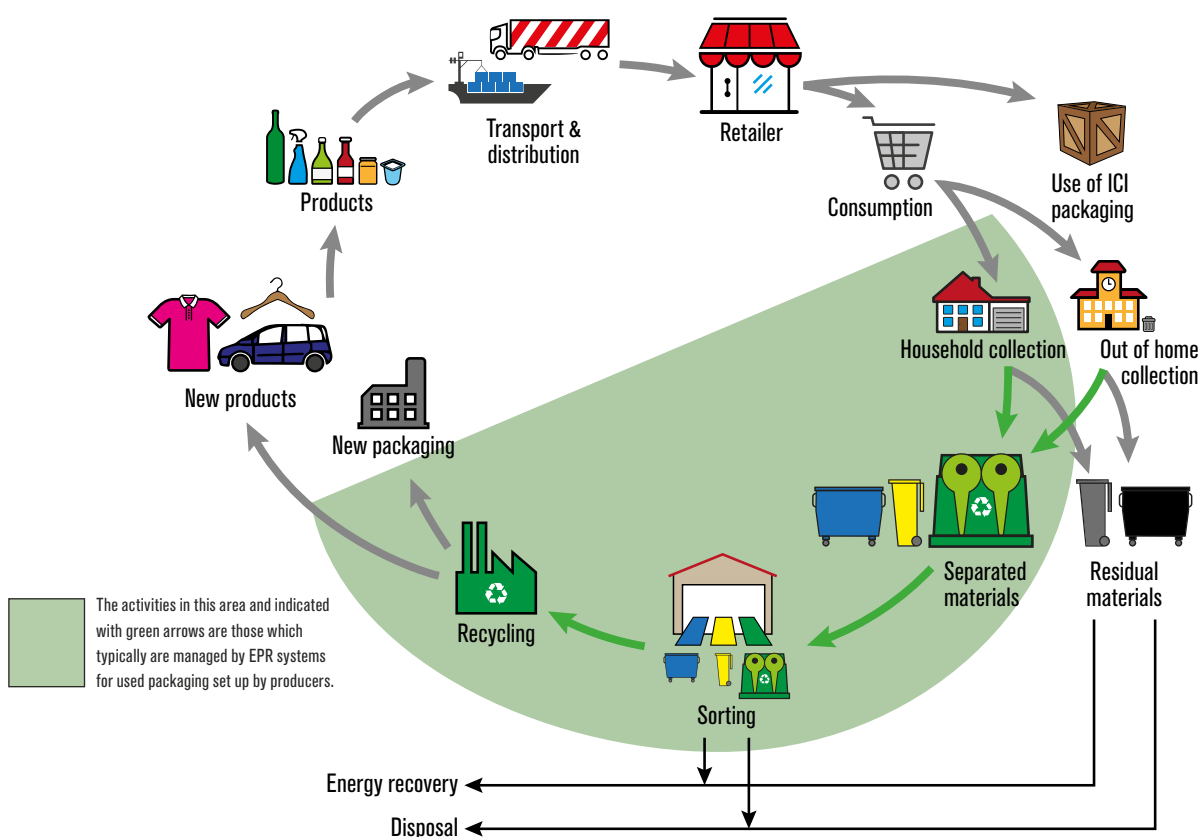 Transport &
distribution
Retailer
Products
Consumption
Use of ICI
packaging
New products
New packaging
Household collection
Out of home
collection
Separated
materials
Residual
materials
Recycling
Sorting
The activities in this area and indicated
with green arrows are those which
typically are managed by EPR systems
for used packaging set up by producers.
Energy recovery
Disposal